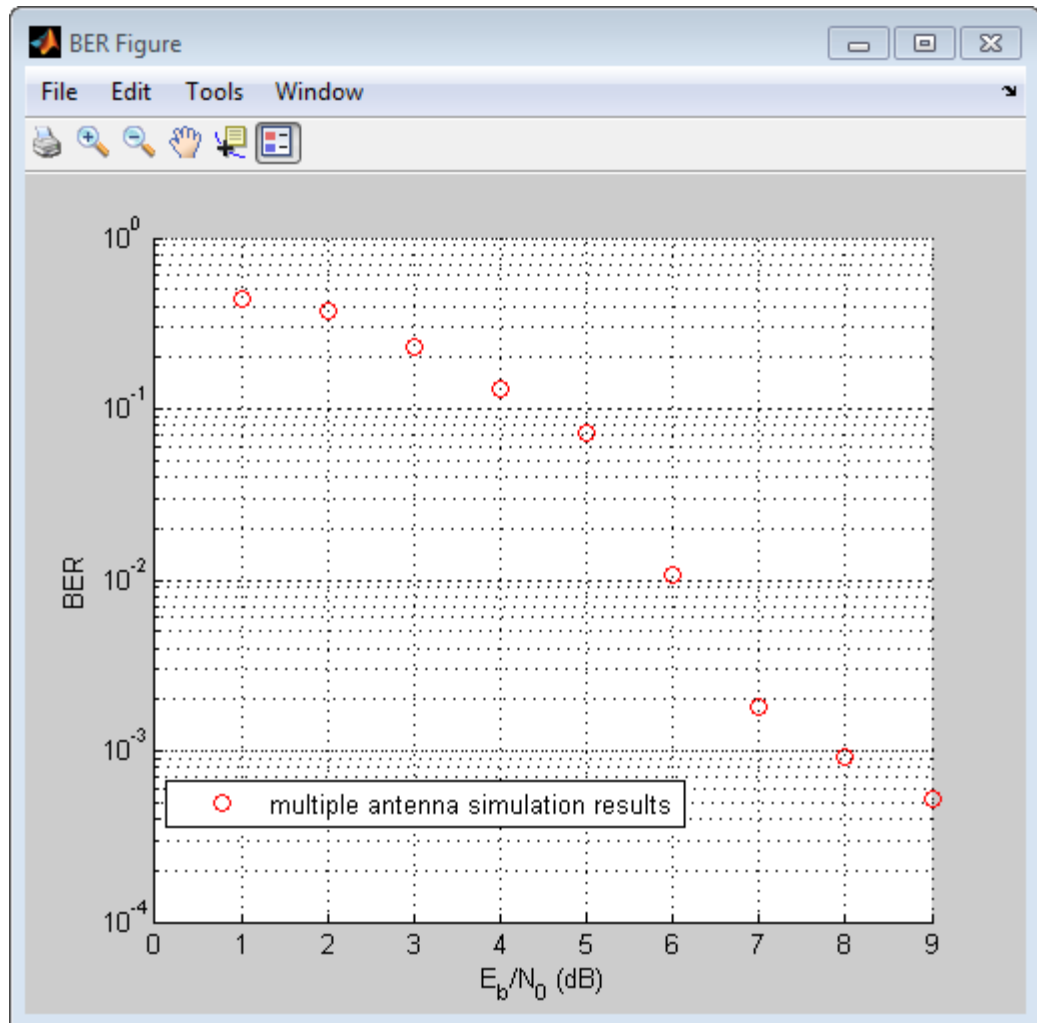 BER Figure
File Edit Tools Window
10^0
10^-1
10^-2
10^-3
10^-4
BER
multiple antenna simulation results
0 1 2 3 4 5 6 7 8 9
E_b/N_0 (dB)